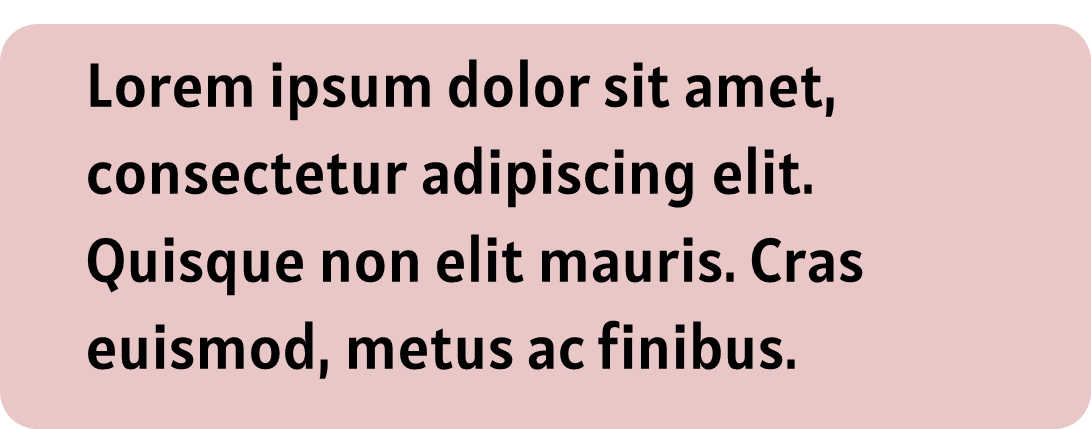 Lorem ipsum dolor sit amet,
consectetur adipiscing elit.
Quisque non elit mauris. Cras
euismod, metus ac finibus.